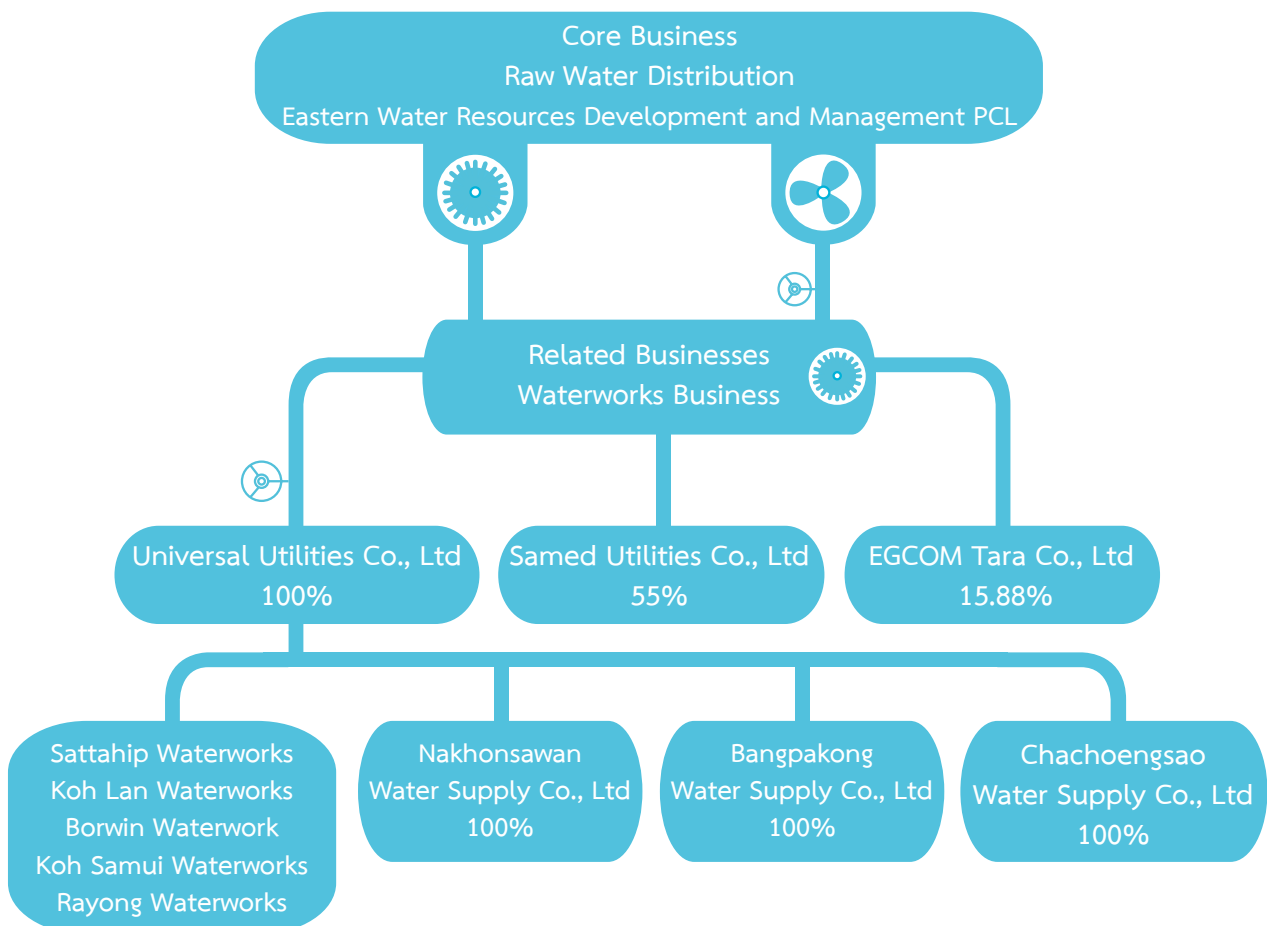 Core Business
Raw Water Distribution
Eastern Water Resources Development and Management PCL
Related Businesses
Waterworks Business
Universal Utilities Co., Ltd
100%
Samed Utilities Co., Ltd
55%
EGCOM Tara Co., Ltd
15.88%
Sattahip Waterworks
Koh Lan Waterworks
Borwin Waterwork
Koh Samui Waterworks
Rayong Waterworks
Nakhonsawan
Water Supply Co., Ltd
100%
Bangpakong
Water Supply Co., Ltd
100%
Chachoengsao
Water Supply Co., Ltd
100%